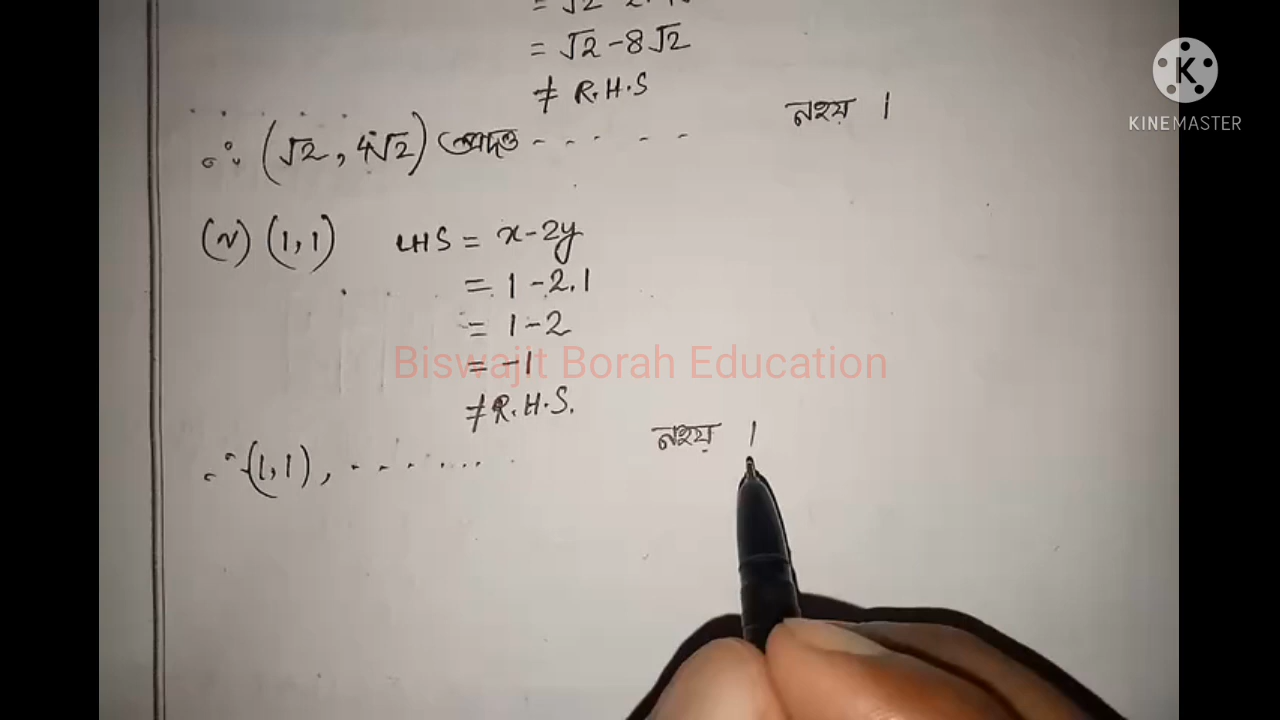 = √2 - 8√2
≠ R.H.S
নহয় ।
∴ (√2, 4√2) প্ৰদত্ত - - - - -
(v) (1,1) LHS = x-2y
= 1-2.1
= 1-2
= -1
≠ R.H.S.
নহয় ।
∴ (1,1), . . . . . . .
Biswajit Borah Education
KINEMASTER